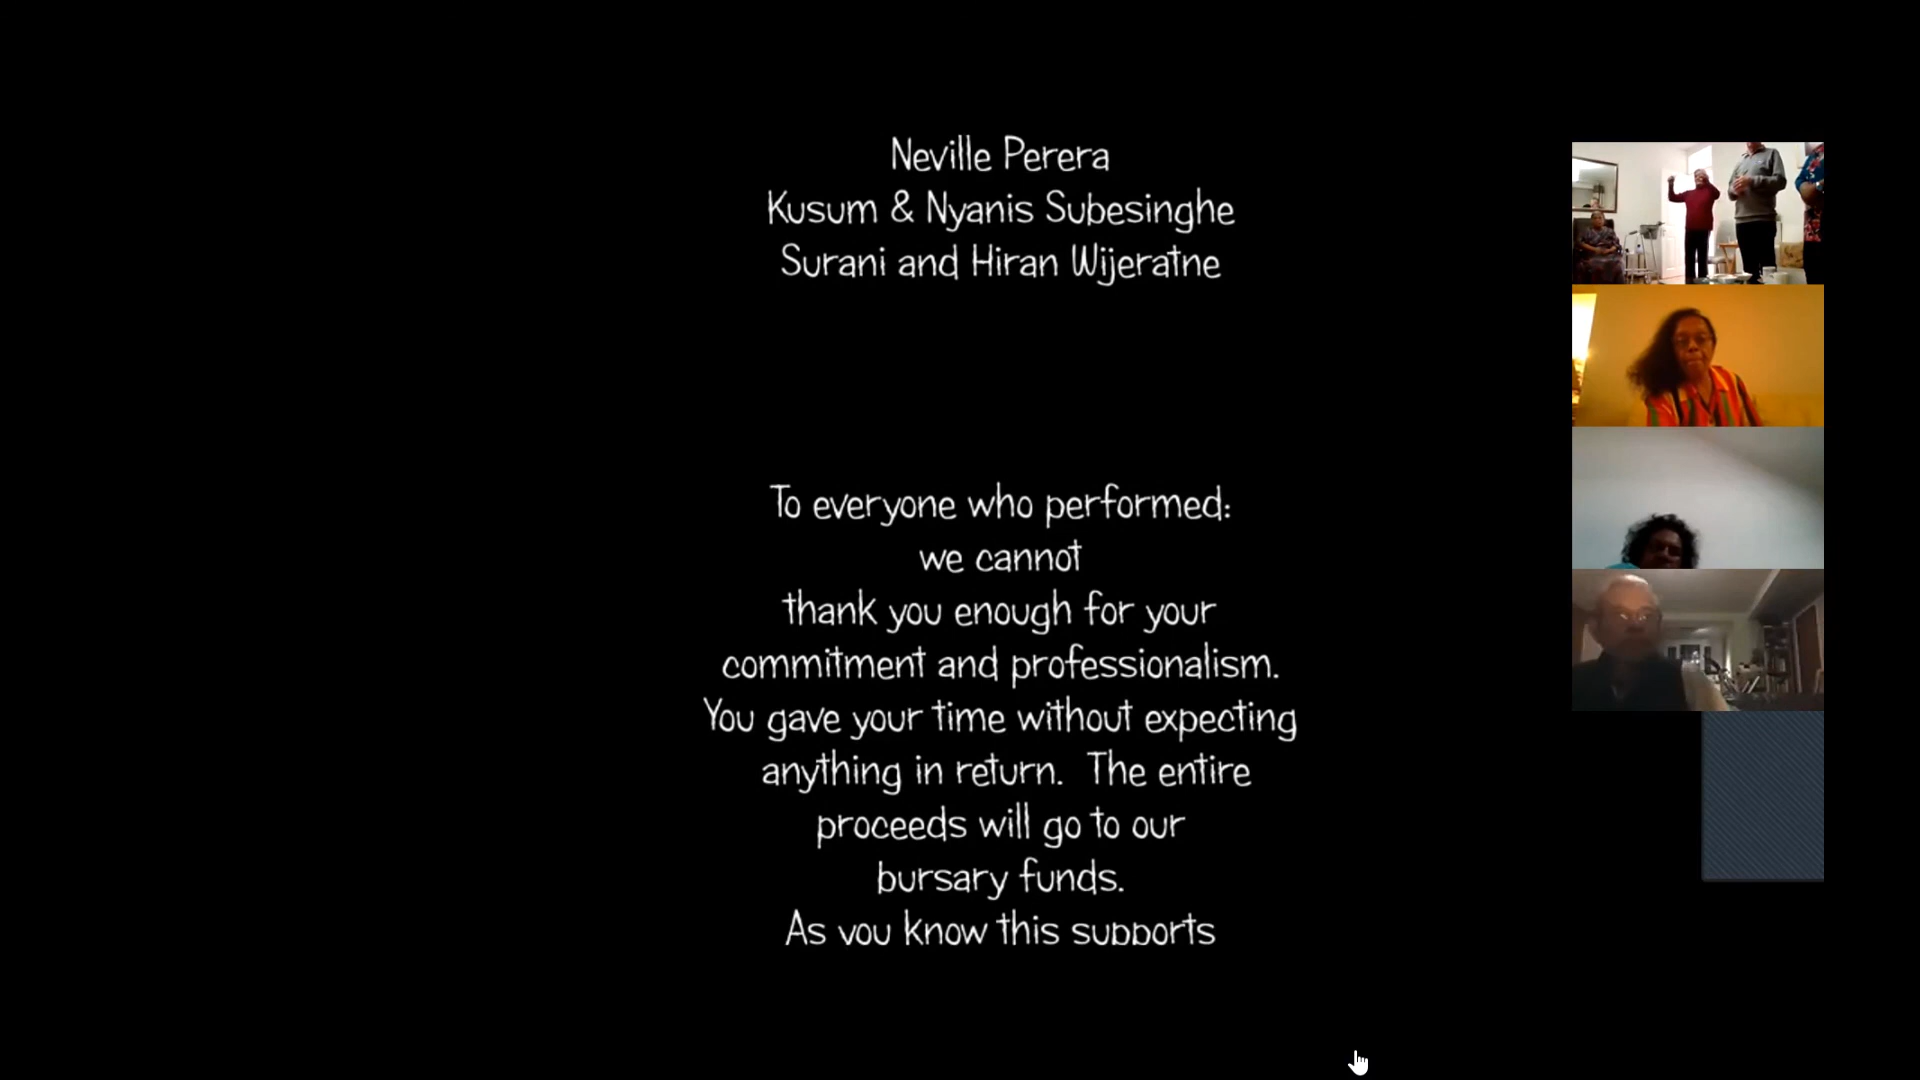 Neville Perera
Kusum & Nyanis Subesinghe
Surani and Hiran Wijeratne
To everyone who performed:
we cannot
thank you enough for your
commitment and professionalism.
You gave your time without expecting
anything in return. The entire
proceeds will go to our
bursary funds.
As you know this supports